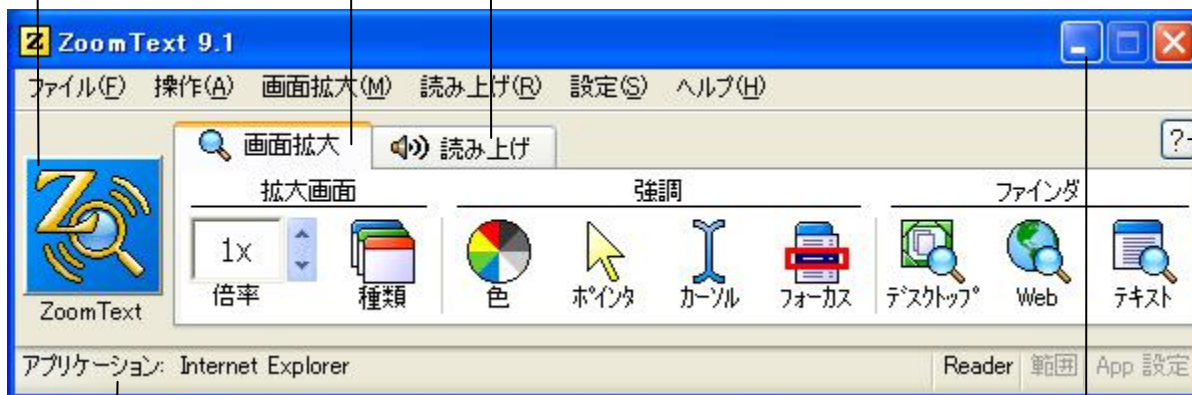 ZoomText 9.1
ファイル(F) 操作(A) 画面拡大(M) 読み上げ(R) 設定(S) ヘルプ(H)
画面拡大 読み上げ ?
拡大画面 強調 ファインダ
1x
倍率 種類 色 ポインタ カーソル フォーカス デスクトップ Web テキスト
ZoomText
アプリケーション: Internet Explorer Reader 範囲 App 設定